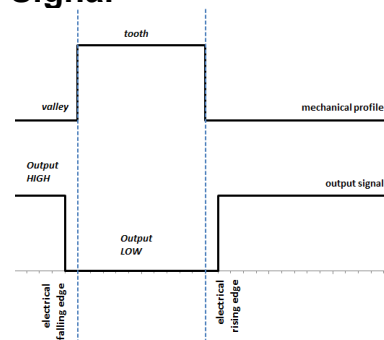 Signal
tooth
valley
mechanical profile
Output
HIGH
output signal
Output
LOW
electrical
falling edge
electrical
rising edge